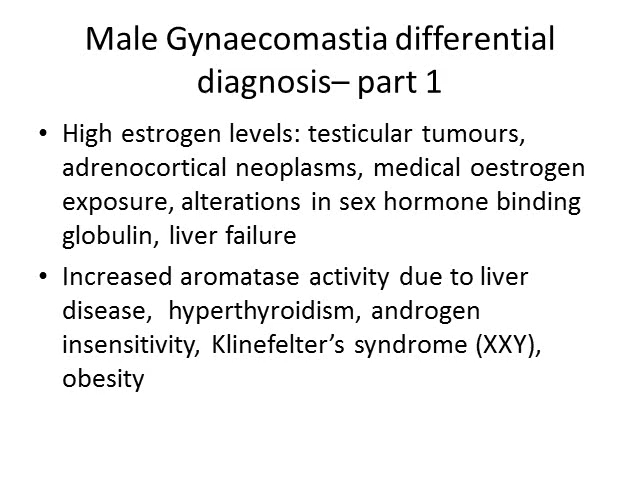 Male Gynaecomastia differential
diagnosis– part 1
• High estrogen levels: testicular tumours,
adrenocortical neoplasms, medical oestrogen
exposure, alterations in sex hormone binding
globulin, liver failure
• Increased aromatase activity due to liver
disease,  hyperthyroidism, androgen
insensitivity, Klinefelter’s syndrome (XXY),
obesity